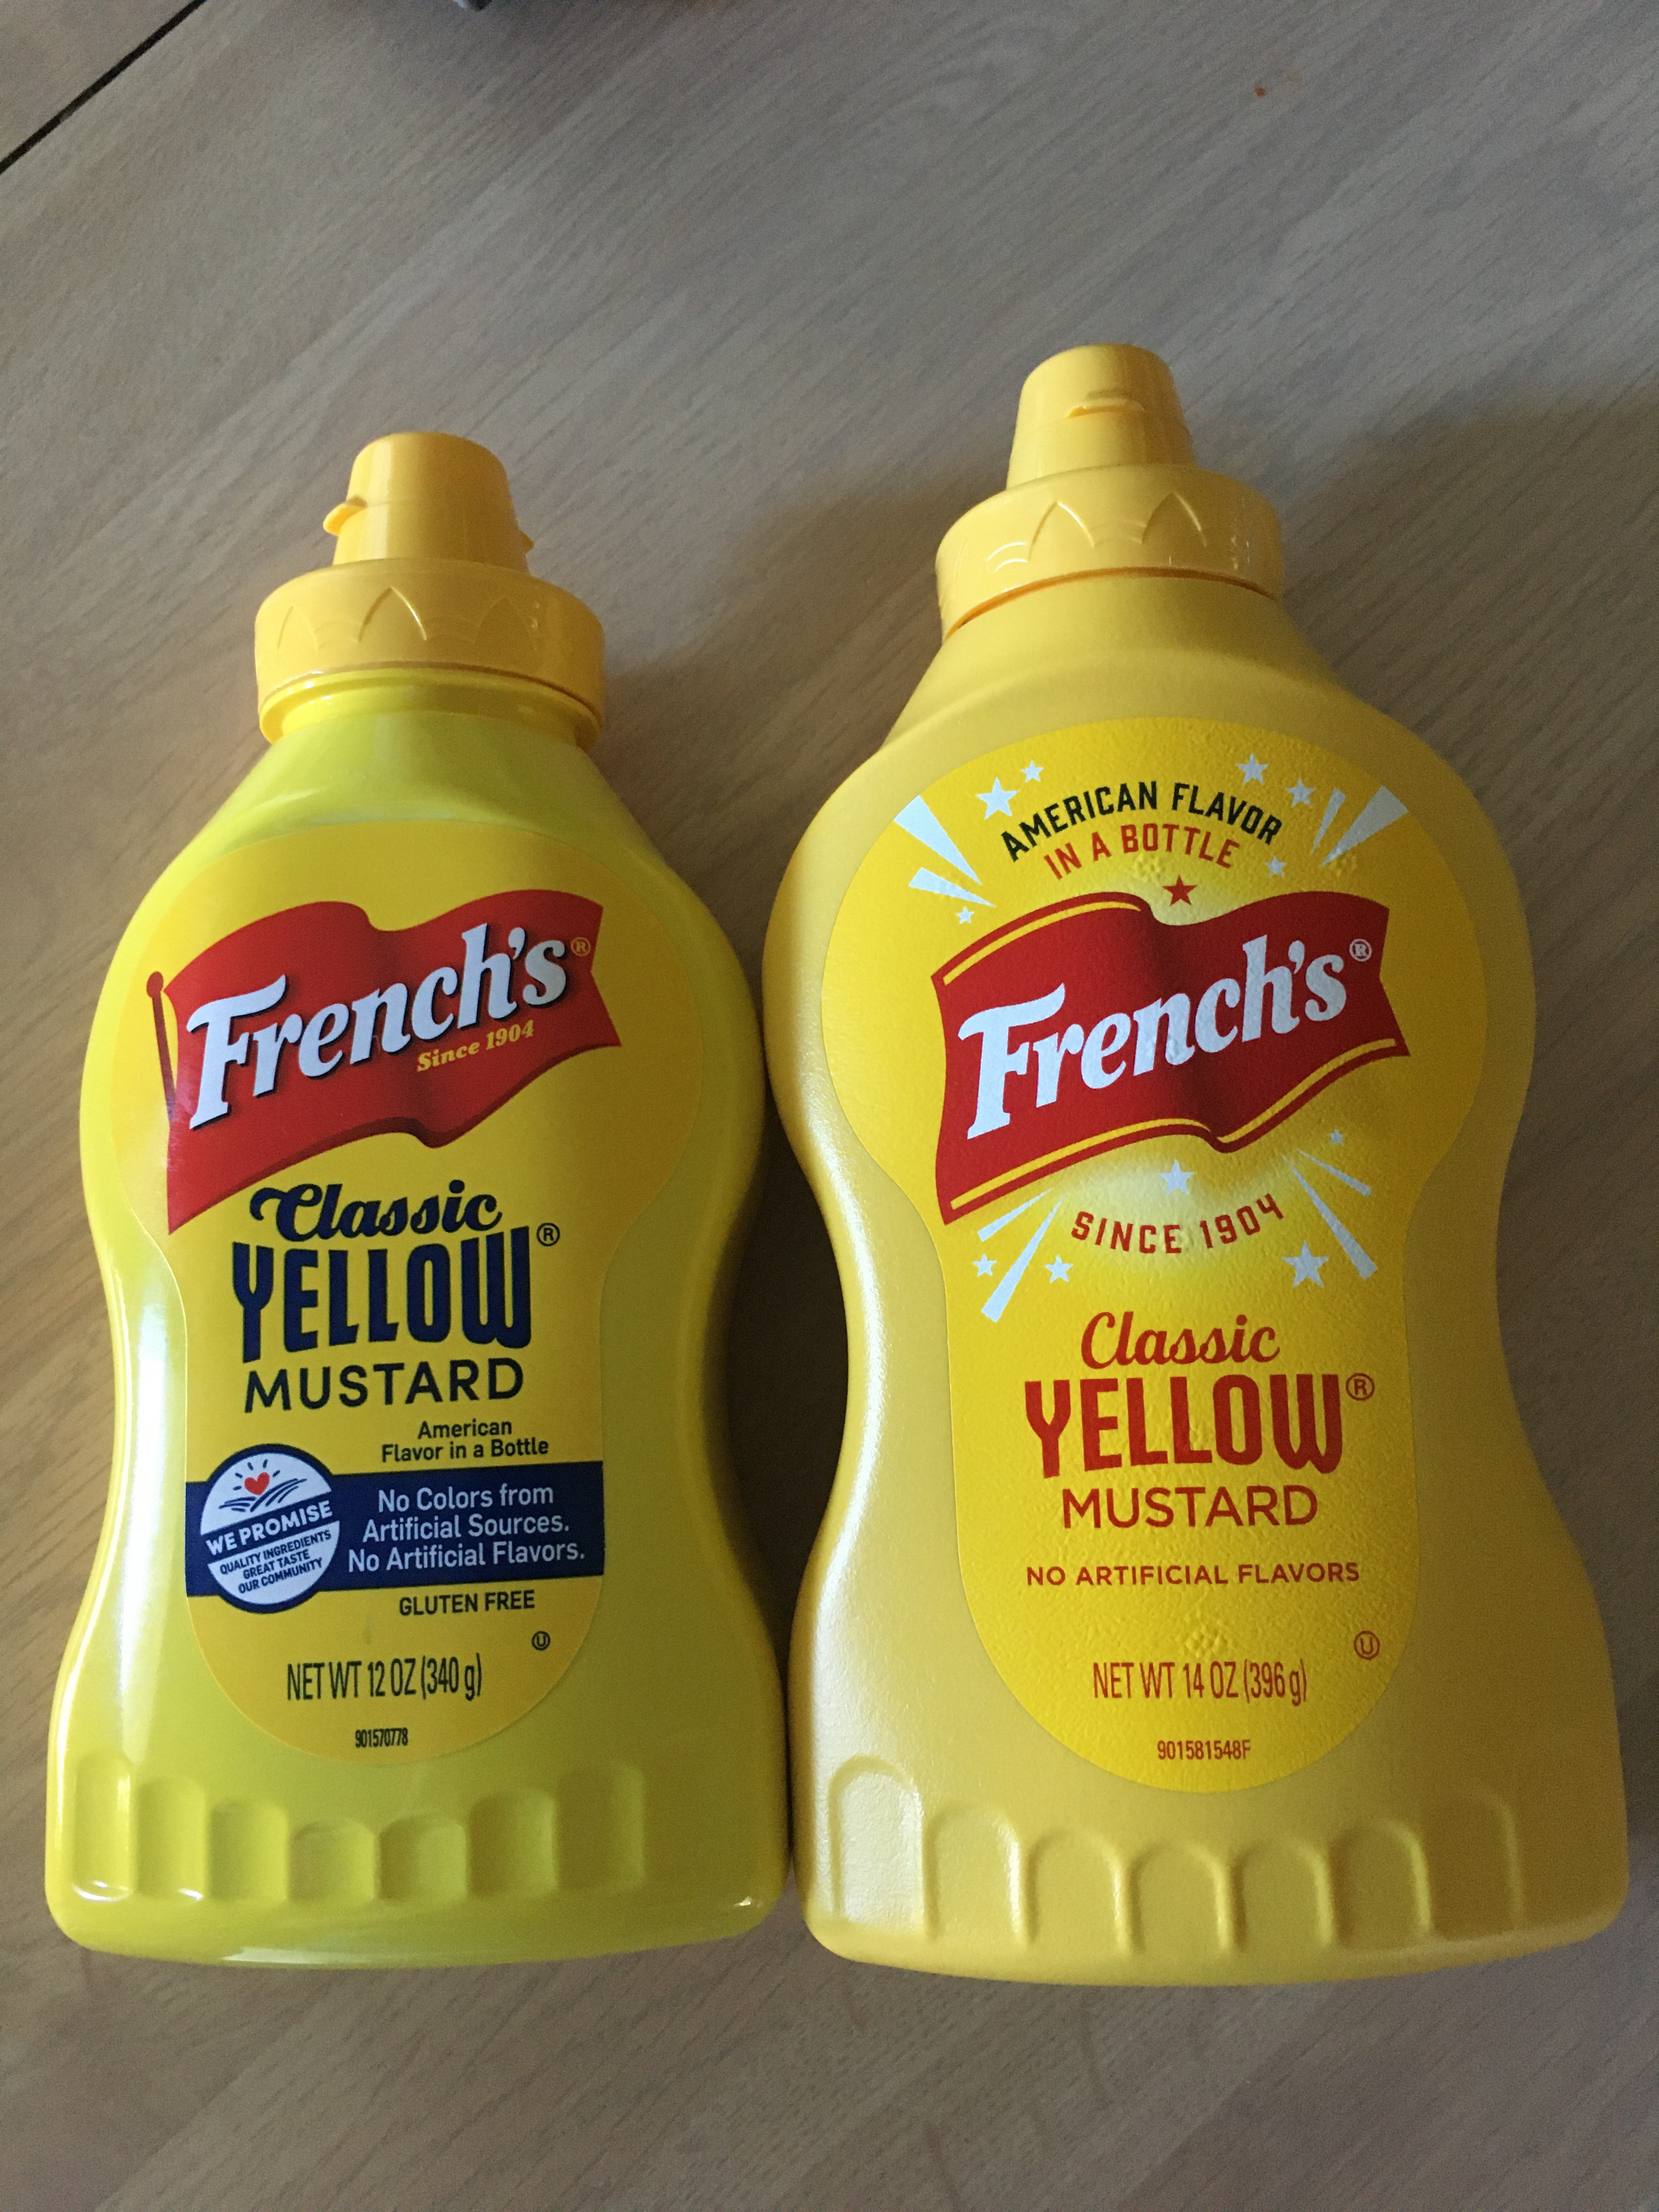 French's®
Since 1904
Classic
YELLOW®
MUSTARD
American
Flavor in a Bottle
WE PROMISE
QUALITY INGREDIENTS
GREAT TASTE
OUR COMMUNITY
No Colors from
Artificial Sources.
No Artificial Flavors.
GLUTEN FREE
U
NET WT 12 OZ (340 g)
901570778
AMERICAN FLAVOR
IN A BOTTLE
French's®
SINCE 1904
Classic
YELLOW®
MUSTARD
NO ARTIFICIAL FLAVORS
U
NET WT 14 OZ (396 g)
901581548F